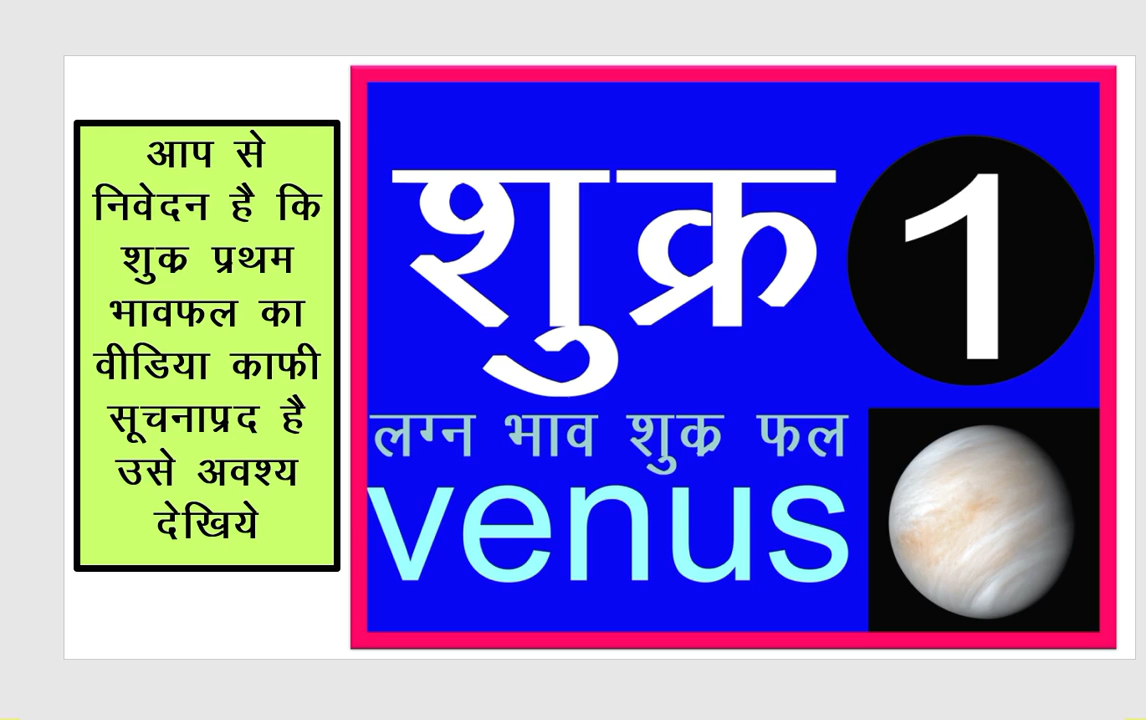 आप से
निवेदन है कि
शुक्र प्रथम
भावफल का
वीडिया काफी
सूचनाप्रद है
उसे अवश्य
देखिये
शुक्र
1
लग्न भाव शुक्र फल
venus